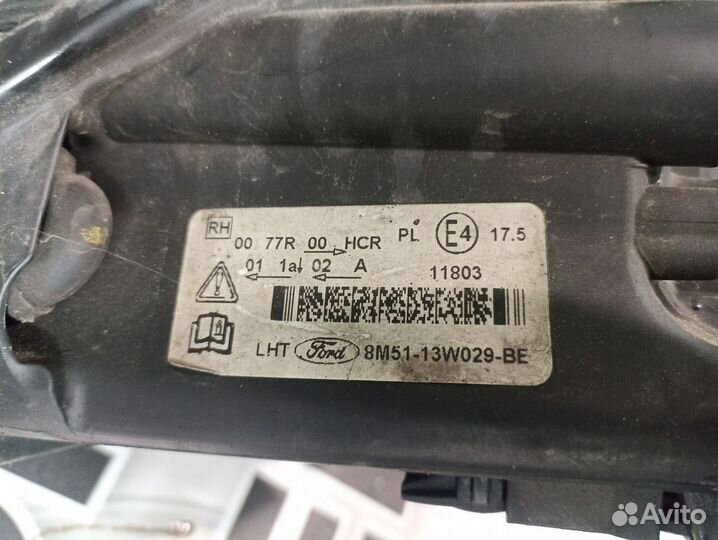 RH 00 77R 00 HCR PL E4 17.5
01 1a 02 A 11803
LHT Ford 8M51-13W029-BE
Avito